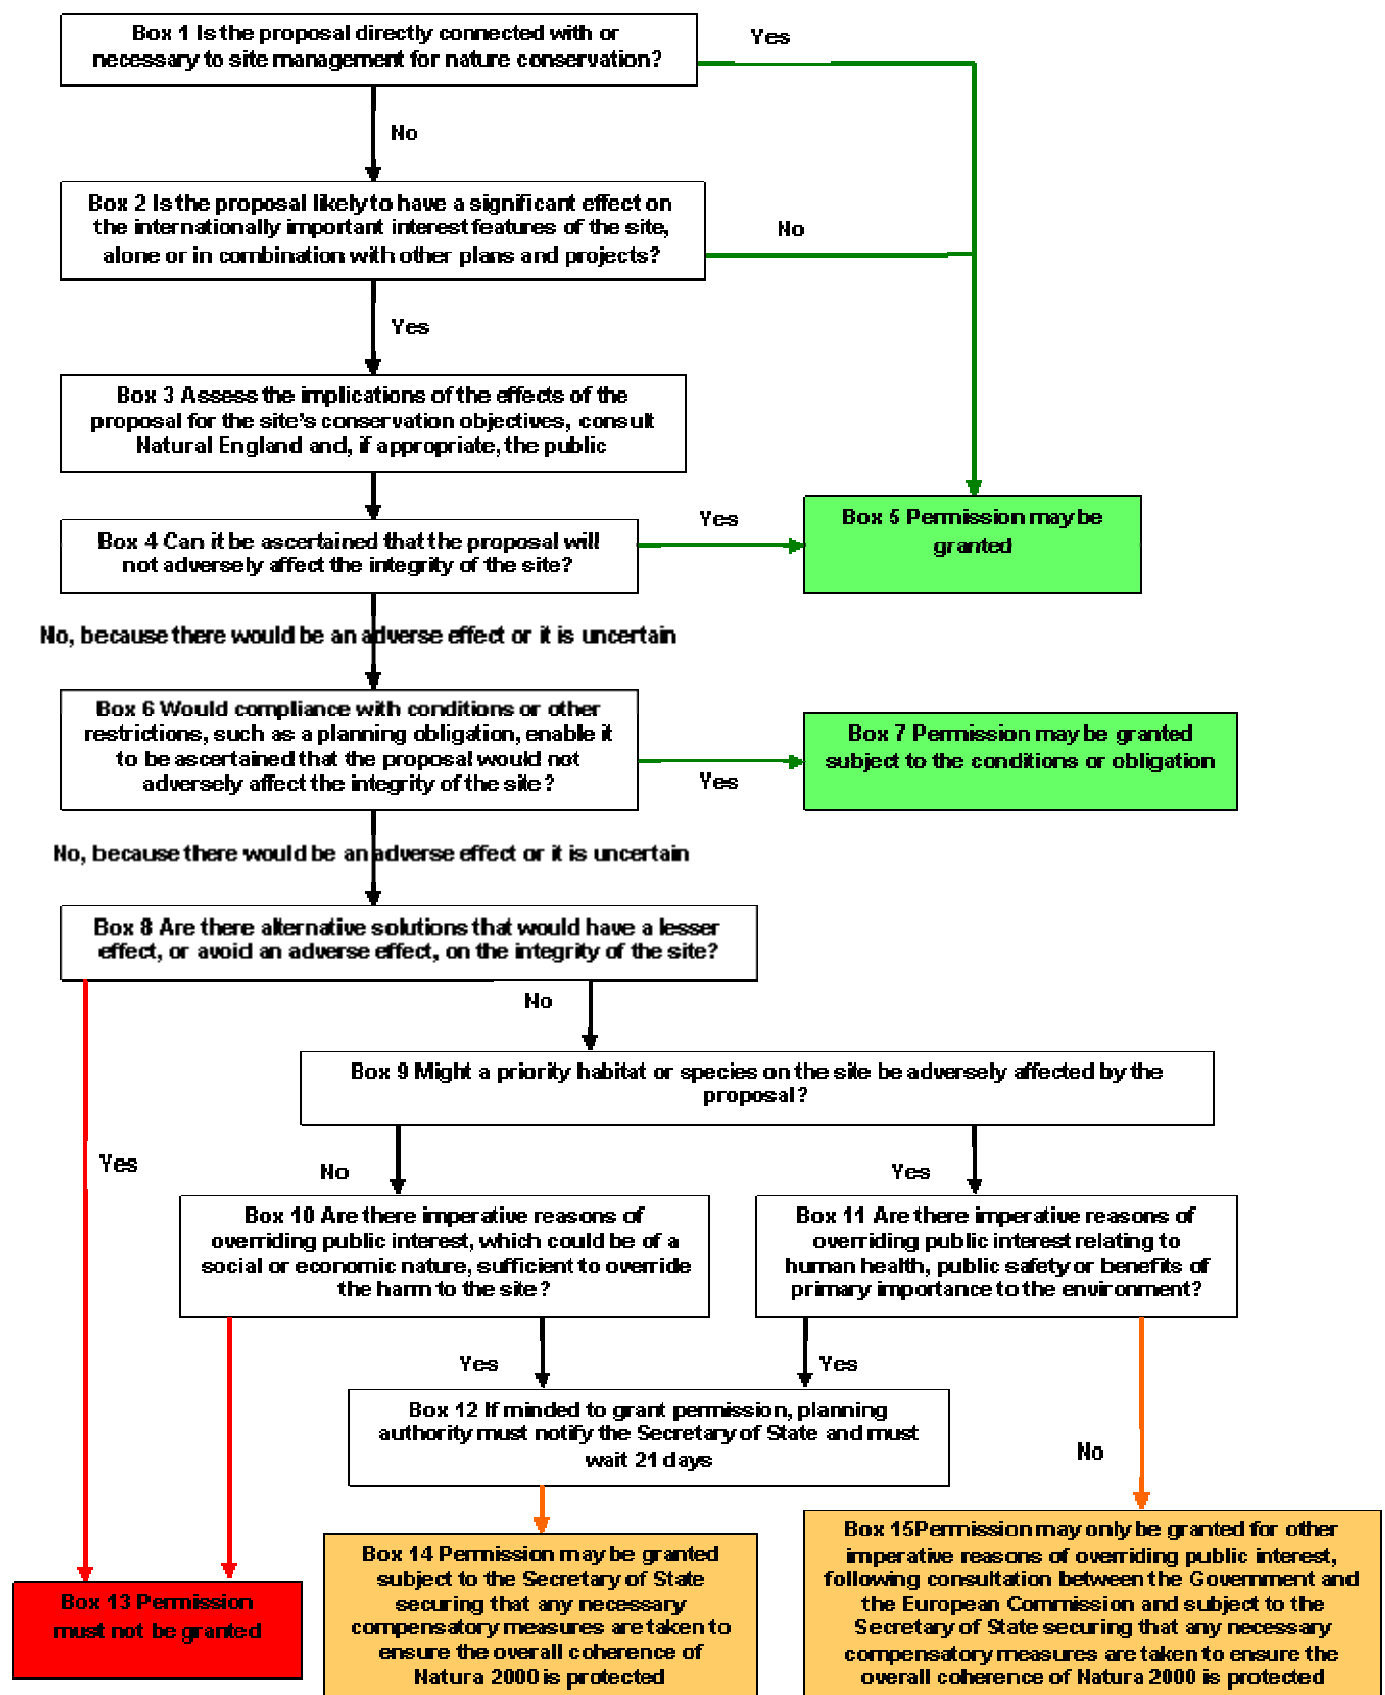 Box 1 Is the proposal directly connected with or
necessary to site management for nature conservation?
Yes
No
Box 2 Is the proposal likely to have a significant effect on
the internationally important interest features of the site,
alone or in combination with other plans and projects?
No
Yes
Box 3 Assess the implications of the effects of the
proposal for the site's conservation objectives, consult
Natural England and, if appropriate, the public
Box 4 Can it be ascertained that the proposal will
not adversely affect the integrity of the site?
Yes
Box 5 Permission may be
granted
No, because there would be an adverse effect or it is uncertain
Box 6 Would compliance with conditions or other
restrictions, such as a planning obligation, enable it
to be ascertained that the proposal would not
adversely affect the integrity of the site?
Yes
Box 7 Permission may be granted
subject to the conditions or obligation
No, because there would be an adverse effect or it is uncertain
Box 8 Are there alternative solutions that would have a lesser
effect, or avoid an adverse effect, on the integrity of the site?
No
Box 9 Might a priority habitat or species on the site be adversely affected by the
proposal?
Yes
No
Yes
Box 10 Are there imperative reasons of
overriding public interest, which could be of a
social or economic nature, sufficient to override
the harm to the site?
Box 11 Are there imperative reasons of
overriding public interest relating to
human health, public safety or benefits of
primary importance to the environment?
Yes
Yes
Box 12 If minded to grant permission, planning
authority must notify the Secretary of State and must
wait 21 days
No
Box 13 Permission
must not be granted
Box 14 Permission may be granted
subject to the Secretary of State
securing that any necessary
compensatory measures are taken to
ensure the overall coherence of
Natura 2000 is protected
Box 15Permission may only be granted for other
imperative reasons of overriding public interest,
following consultation between the Government and
the European Commission and subject to the
Secretary of State securing that any necessary
compensatory measures are taken to ensure the
overall coherence of Natura 2000 is protected